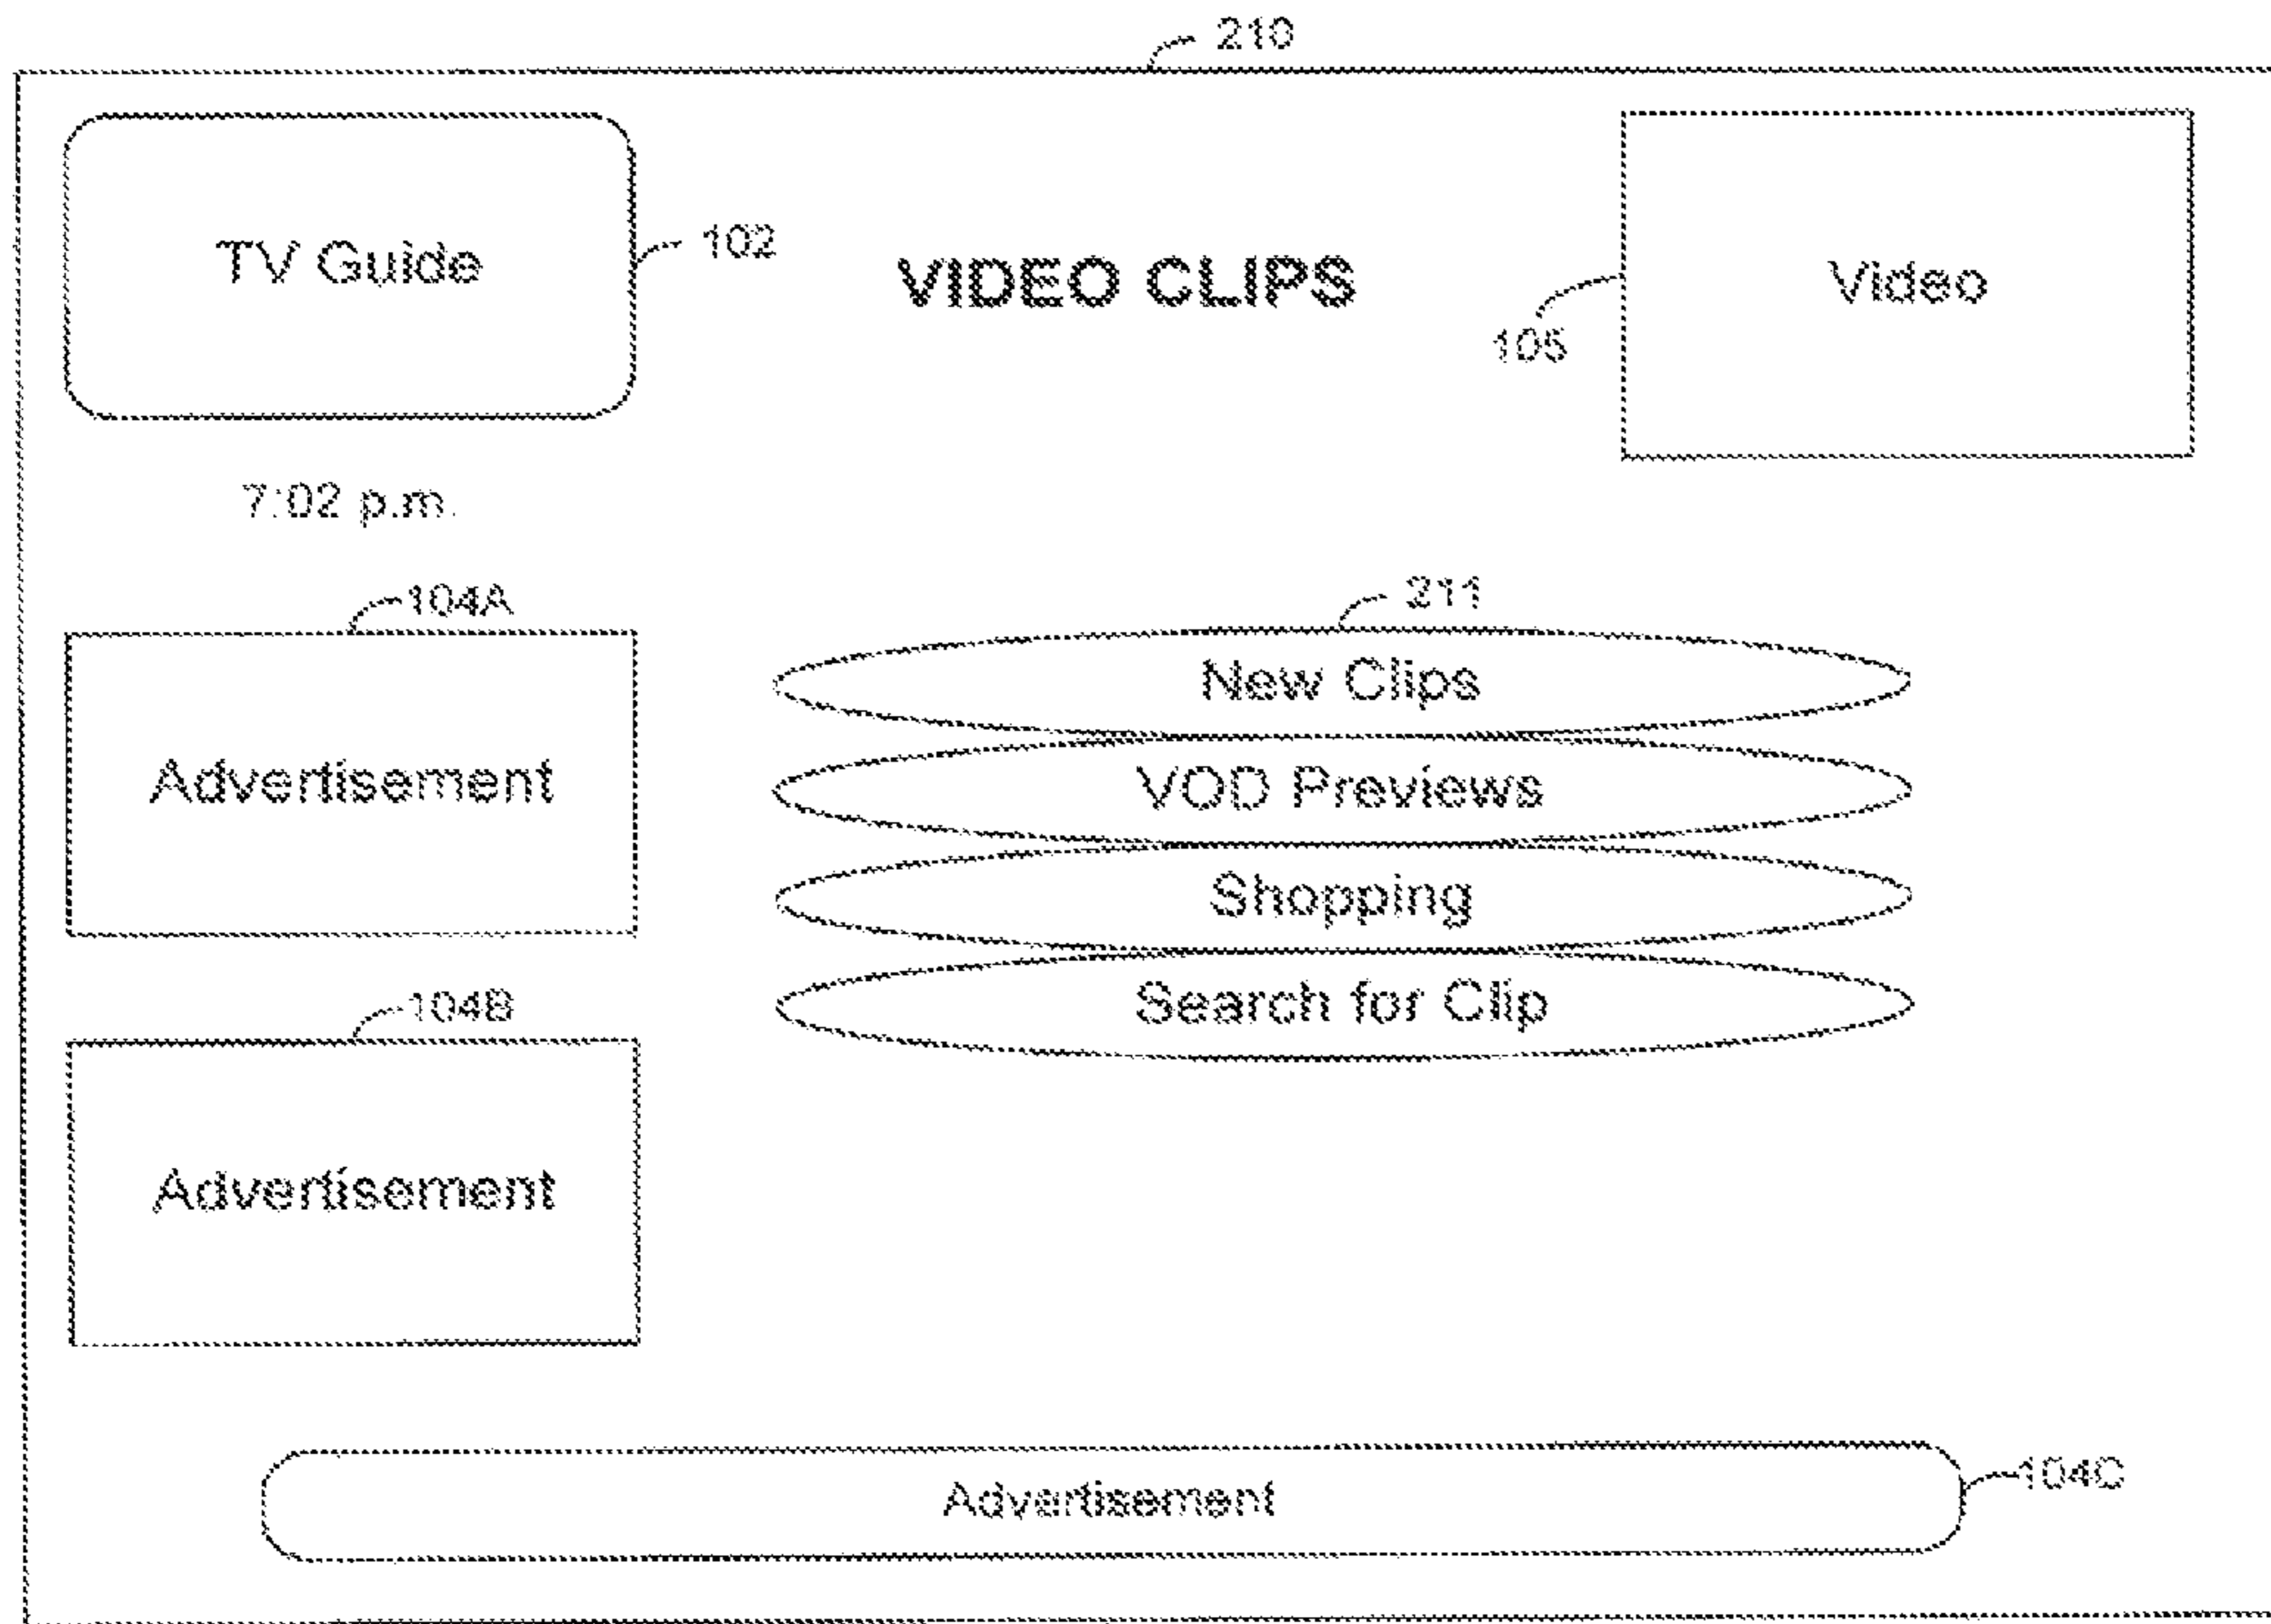 210
TV Guide
102
VIDEO CLIPS
105
Video
7:02 p.m.
104A
Advertisement
211
New Clips
VOD Previews
Shopping
Search for Clip
104B
Advertisement
Advertisement
104C